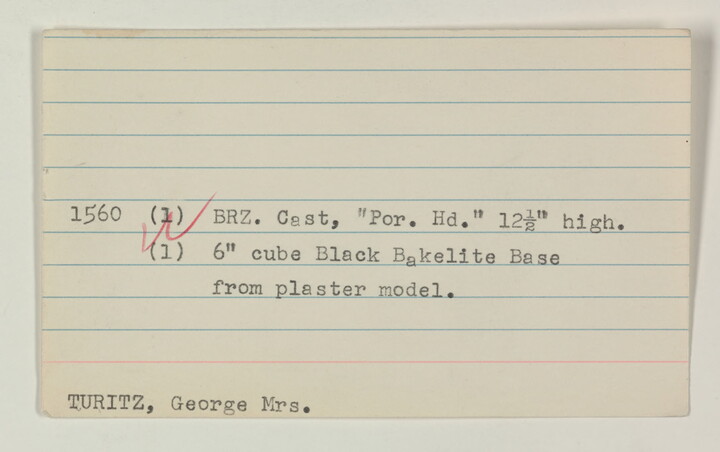 1560 (1) BRZ. Cast, "Por. Hd." 12½" high.
(1) 6" cube Black Bakelite Base
from plaster model.
TURITZ, George Mrs.